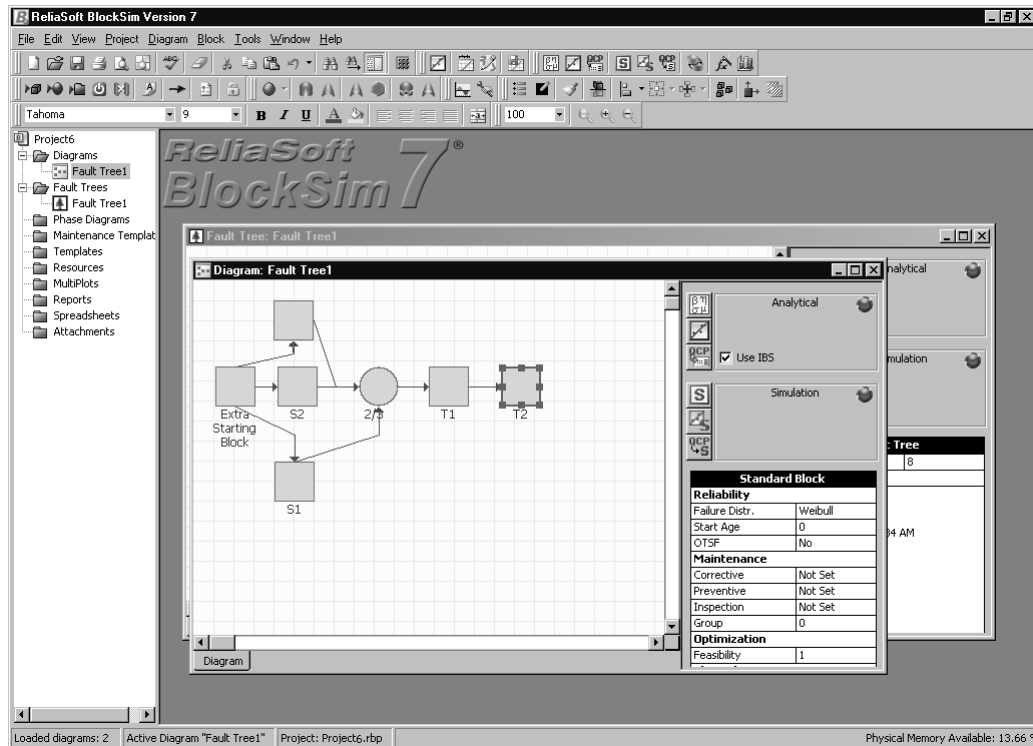 ReliaSoft BlockSim Version 7
File Edit View Project Diagram Block Tools Window Help
Tahoma 9 B I U A 100
Project6
Diagrams
Fault Tree1
Fault Trees
Fault Tree1
Phase Diagrams
Maintenance Templat
Templates
Resources
MultiPlots
Reports
Spreadsheets
Attachments
ReliaSoft
BlockSim 7®
Fault Tree: Fault Tree1
nalytical
mulation
: Tree
8
34 AM
Diagram: Fault Tree1
Extra
Starting
Block
S2
2/3
T1
T2
S1
Analytical
QCP
Use IBS
S
Simulation
QCP
S
Standard Block
Reliability
Failure Distr. Weibull
Start Age 0
OTSF No
Maintenance
Corrective Not Set
Preventive Not Set
Inspection Not Set
Group 0
Optimization
Feasibility 1
Diagram
Loaded diagrams: 2 Active Diagram "Fault Tree1" Project: Project6.rbp Physical Memory Available: 13.66